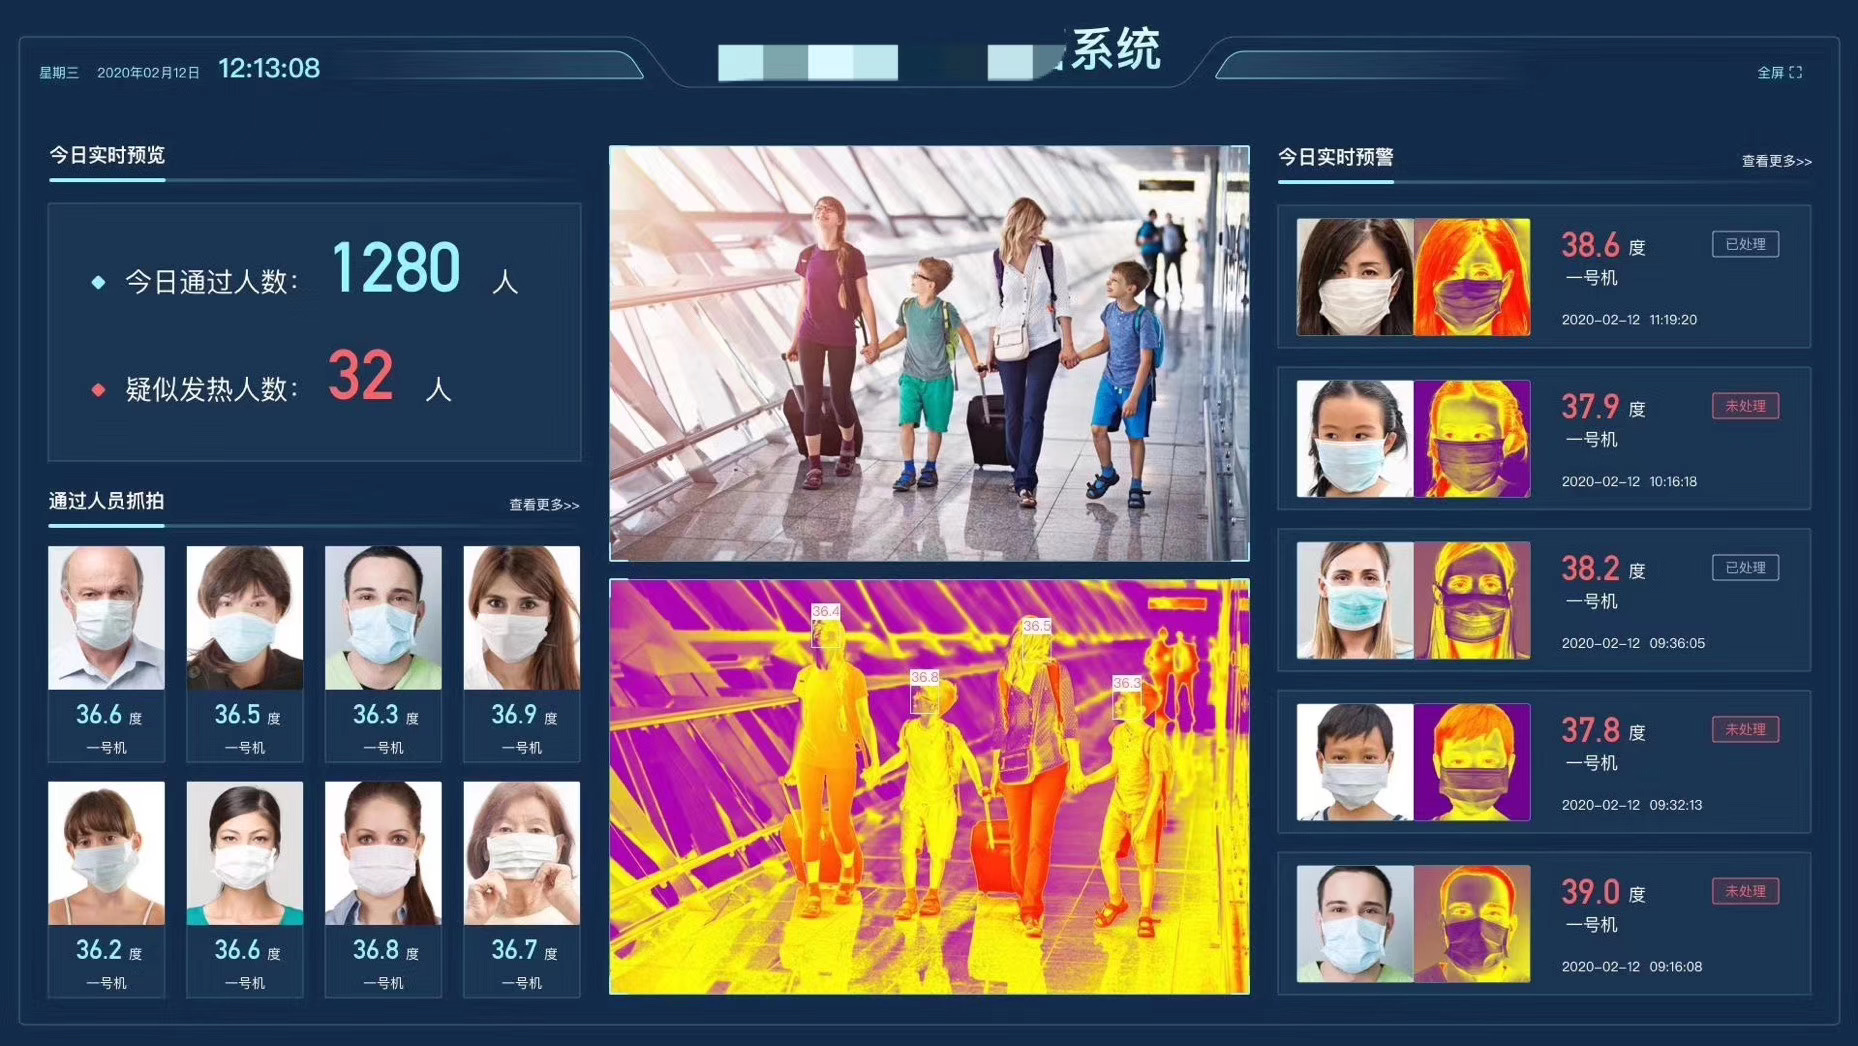 系统
星期三 2020年02月12日 12:13:08
全屏
今日实时预览
今日通过人数: 1280 人
疑似发热人数: 32 人
通过人员抓拍 查看更多>>
36.6 度 36.5 度 36.3 度 36.9 度
一号机 一号机 一号机 一号机
36.2 度 36.6 度 36.8 度 36.7 度
一号机 一号机 一号机 一号机
36.4
36.5
36.8
36.3
今日实时预警 查看更多>>
38.6 度 已处理
一号机
2020-02-12 11:19:20
37.9 度 未处理
一号机
2020-02-12 10:16:18
38.2 度 已处理
一号机
2020-02-12 09:36:05
37.8 度 未处理
一号机
2020-02-12 09:32:13
39.0 度 未处理
一号机
2020-02-12 09:16:08